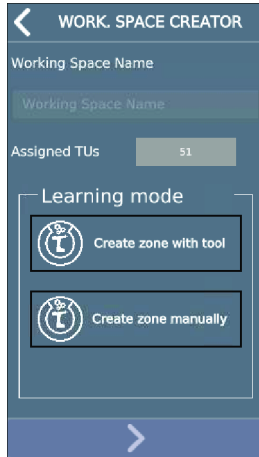 WORK. SPACE CREATOR
Working Space Name
Working Space Name
Assigned TUs 51
Learning mode
Create zone with tool
Create zone manually